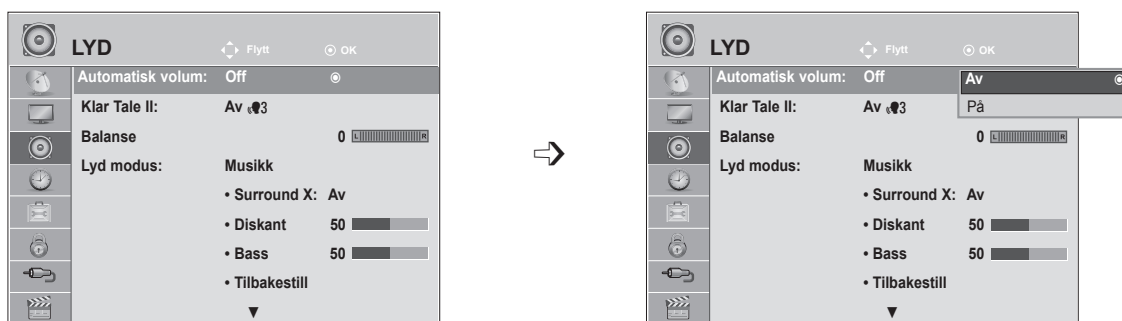 LYD Flytt OK
Automatisk volum: Off
Klar Tale II: Av 3
Balanse 0 L R
Lyd modus: Musikk
• Surround X: Av
• Diskant 50
• Bass 50
• Tilbakestill
▼
LYD Flytt OK
Automatisk volum: Off Av
På
Klar Tale II: Av 3
Balanse 0 L R
Lyd modus: Musikk
• Surround X: Av
• Diskant 50
• Bass 50
• Tilbakestill
▼